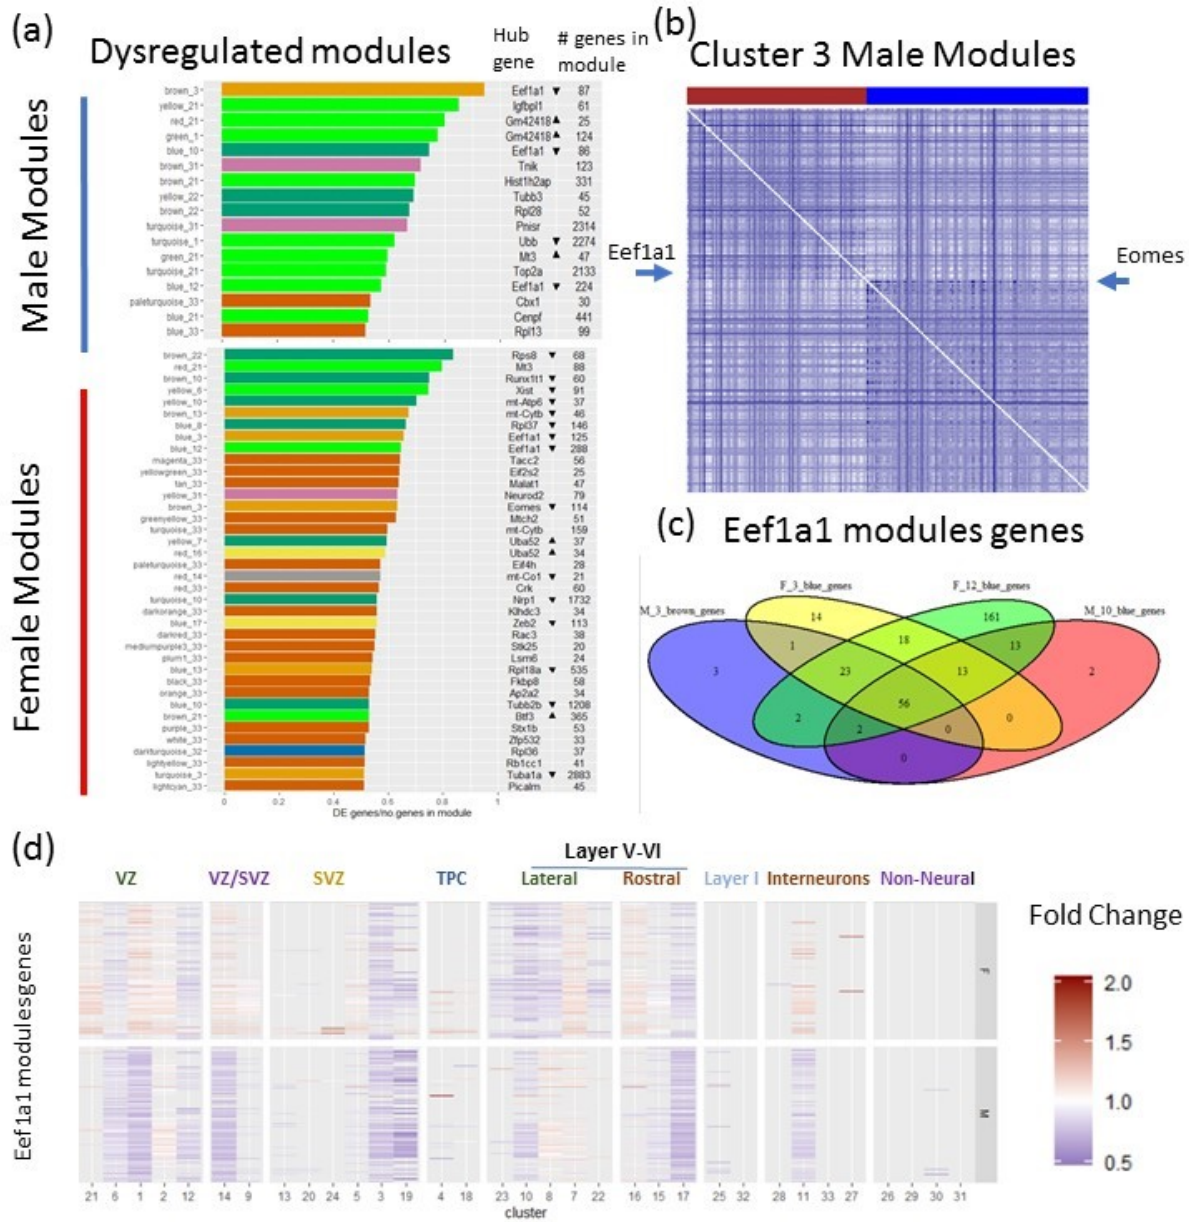 (a)
Dysregulated modules
Hub gene
# genes in module
Male Modules
brown_3 Eef1a1 ▼ 87
yellow_21 Igfbpl1 61
red_21 Gm42418 ▲ 25
green_1 Gm42418 ▲ 124
blue_10 Eef1a1 ▼ 86
brown_31 Tnik 123
brown_21 Hist1h2ap 331
yellow_22 Tubb3 45
brown_22 Rpl28 52
turquoise_31 Pnisr 2314
turquoise_1 Ubb ▼ 2274
green_21 Mt3 ▲ 47
turquoise_21 Top2a 2133
blue_12 Eef1a1 ▼ 224
paleturquoise_33 Cbx1 30
blue_21 Cenpf 441
blue_33 Rpl13 99
Female Modules
brown_22 Rps8 ▼ 68
red_21 Mt3 88
brown_10 Runx1t1 ▼ 60
yellow_6 Xist ▼ 91
yellow_10 mt-Atp6 ▼ 37
brown_13 mt-Cytb ▼ 46
blue_8 Rpl37 ▼ 146
blue_3 Eef1a1 ▼ 125
blue_12 Eef1a1 ▼ 288
magenta_33 Tacc2 56
yellowgreen_33 Eif2s2 25
tan_33 Malat1 47
yellow_31 Neurod2 79
brown_3 Eomes ▼ 114
greenyellow_33 Mtch2 51
turquoise_33 mt-Cytb 159
yellow_7 Uba52 ▲ 37
red_16 Uba52 ▲ 34
paleturquoise_33 Eif4h 28
red_14 mt-Co1 ▼ 21
red_33 Crk 60
turquoise_10 Nrp1 ▼ 1732
darkorange_33 Klhdc3 34
blue_17 Zeb2 ▼ 113
darkred_33 Rac3 38
mediumpurple3_33 Stk25 20
plum1_33 Lsm6 24
blue_13 Rpl18a ▼ 535
black_33 Fkbp8 58
orange_33 Ap2a2 34
blue_10 Tubb2b ▼ 1208
brown_21 Btf3 ▲ 365
purple_33 Stx1b 53
white_33 Zfp532 33
darkturquoise_32 Rpl36 37
lightyellow_33 Rb1cc1 41
turquoise_3 Tuba1a ▼ 2883
lightcyan_33 Picalm 45
0 0.2 0.4 0.6 0.8 1
DE genes/no.genes in module
(b)
Cluster 3 Male Modules
Eef1a1
Eomes
(c)
Eef1a1 modules genes
F_3_blue_genes F_12_blue_genes
M_3_brown_genes M_10_blue_genes
14 161
1 18 13
3 23 13 2
56
2 2 0 0
0
(d)
Layer V-VI
VZ VZ/SVZ SVZ TPC Lateral Rostral Layer I Interneurons Non-Neural
Eef1a1 modulesgenes
F
M
21 6 1 2 12 14 9 13 20 24 5 3 19 4 18 23 10 8 7 22 16 15 17 25 32 28 11 33 27 26 29 30 31
cluster
Fold Change
2.0
1.5
1.0
0.5